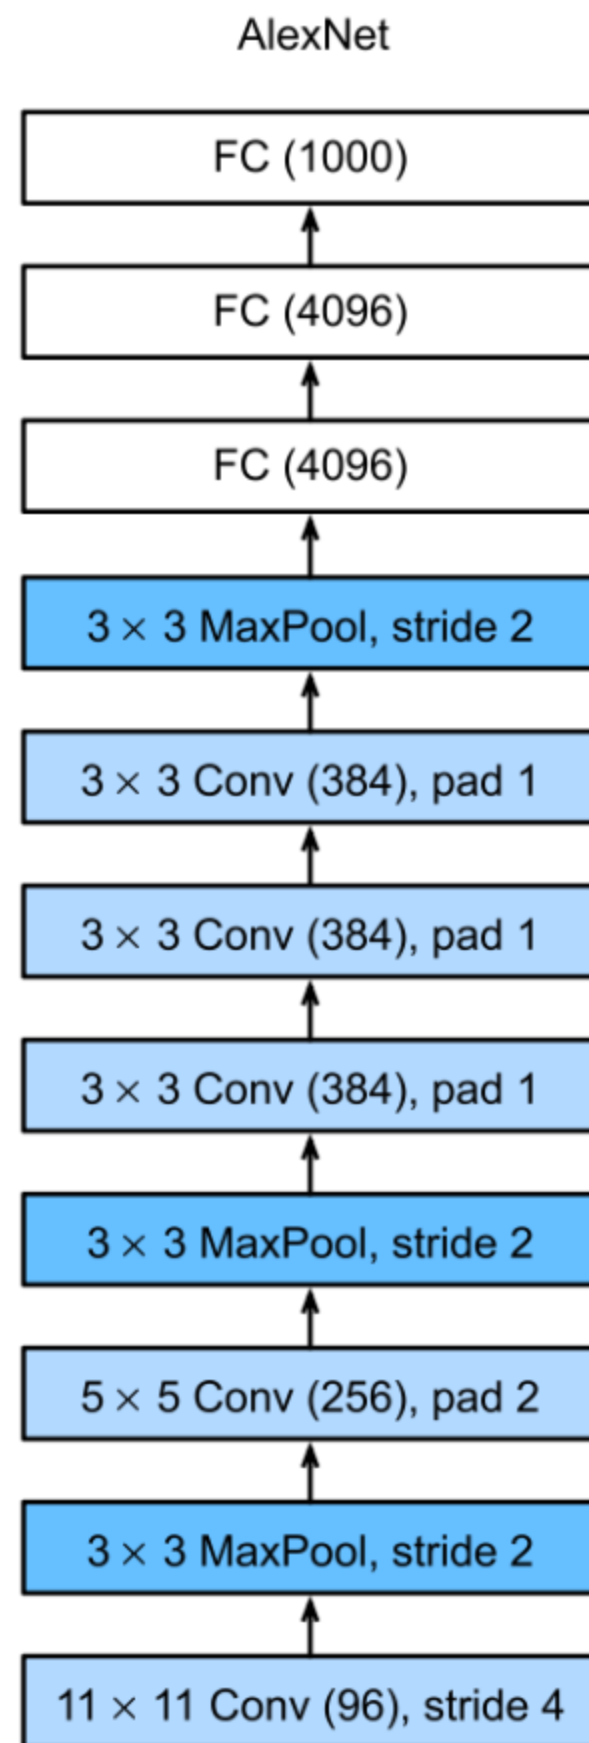 AlexNet
FC (1000)
FC (4096)
FC (4096)
3 × 3 MaxPool, stride 2
3 × 3 Conv (384), pad 1
3 × 3 Conv (384), pad 1
3 × 3 Conv (384), pad 1
3 × 3 MaxPool, stride 2
5 × 5 Conv (256), pad 2
3 × 3 MaxPool, stride 2
11 × 11 Conv (96), stride 4